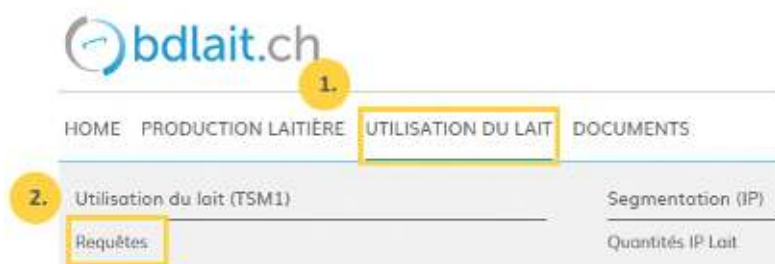 bdlait.ch
1.
HOME PRODUCTION LAITIÈRE UTILISATION DU LAIT DOCUMENTS
2. Utilisation du lait (TSM1) Segmentation (IP)
Requêtes Quantités IP Lait